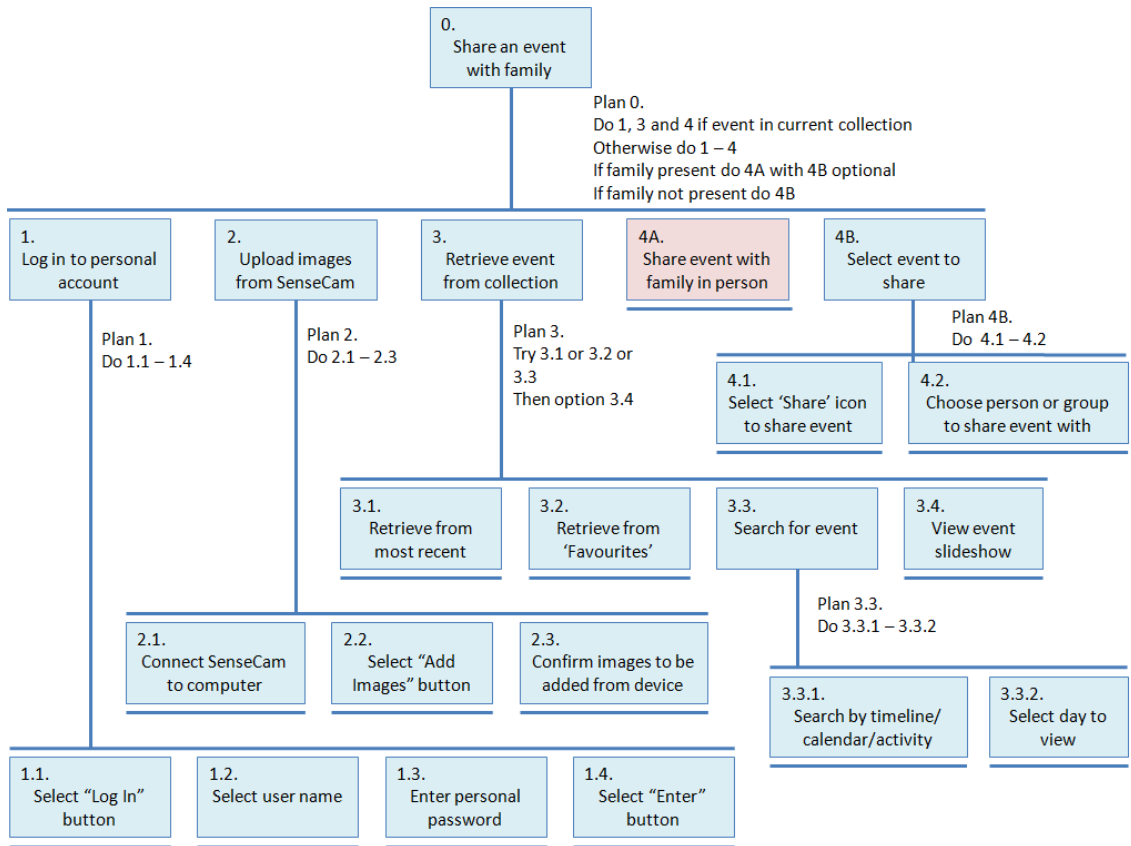 0.
Share an event
with family
Plan 0.
Do 1, 3 and 4 if event in current collection
Otherwise do 1 – 4
If family present do 4A with 4B optional
If family not present do 4B
1.
Log in to personal
account
2.
Upload images
from SenseCam
3.
Retrieve event
from collection
4A.
Share event with
family in person
4B.
Select event to
share
Plan 1.
Do 1.1 – 1.4
Plan 2.
Do 2.1 – 2.3
Plan 3.
Try 3.1 or 3.2 or
3.3
Then option 3.4
Plan 4B.
Do 4.1 – 4.2
4.1.
Select ‘Share’ icon
to share event
4.2.
Choose person or group
to share event with
3.1.
Retrieve from
most recent
3.2.
Retrieve from
‘Favourites’
3.3.
Search for event
3.4.
View event
slideshow
Plan 3.3.
Do 3.3.1 – 3.3.2
2.1.
Connect SenseCam
to computer
2.2.
Select “Add
Images” button
2.3.
Confirm images to be
added from device
3.3.1.
Search by timeline/
calendar/activity
3.3.2.
Select day to
view
1.1.
Select “Log In”
button
1.2.
Select user name
1.3.
Enter personal
password
1.4.
Select “Enter”
button